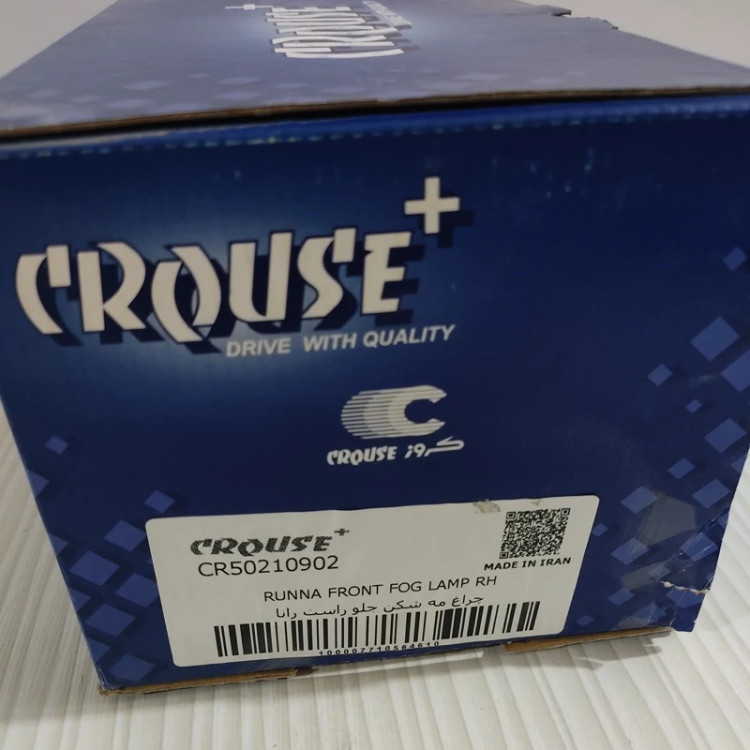 CROUSE+
CROUSE+
DRIVE WITH QUALITY
C
CROUSE کروز
CROUSE+
CR50210902
MADE IN IRAN
RUNNA FRONT FOG LAMP RH
چراغ مه شکن جلو راست رانا